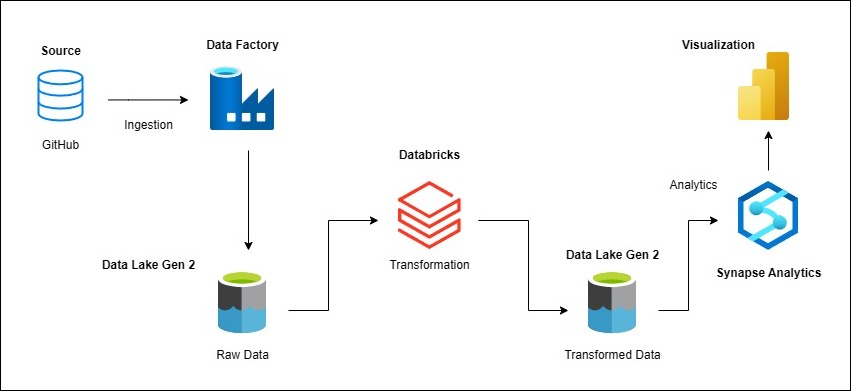 Source
GitHub
Ingestion
Data Factory
Data Lake Gen 2
Raw Data
Databricks
Transformation
Data Lake Gen 2
Transformed Data
Analytics
Synapse Analytics
Visualization